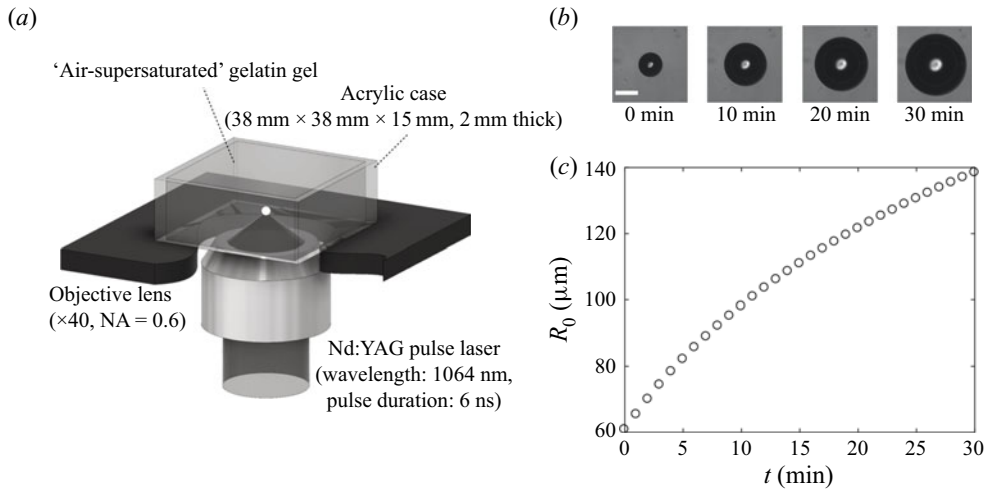 (a)
‘Air-supersaturated’ gelatin gel
Acrylic case
(38 mm × 38 mm × 15 mm, 2 mm thick)
Objective lens
(×40, NA = 0.6)
Nd:YAG pulse laser
(wavelength: 1064 nm,
pulse duration: 6 ns)
(b)
0 min 10 min 20 min 30 min
(c)
140
120
100
80
60
R0 (μm)
0 5 10 15 20 25 30
t (min)